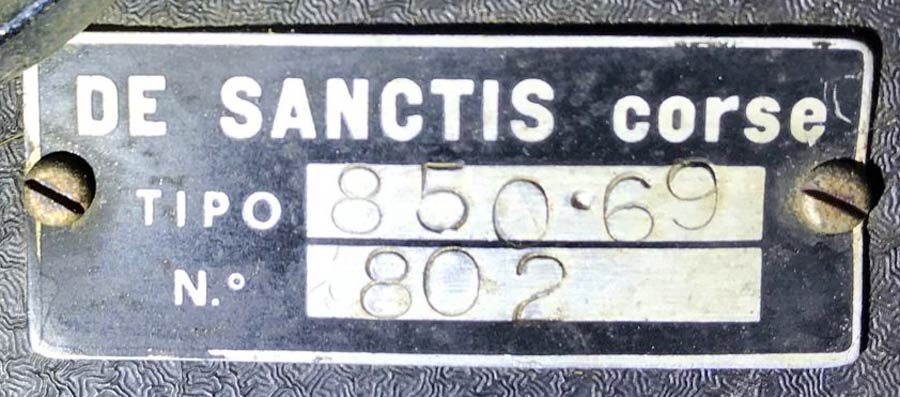 DE SANCTIS corse
TIPO 850·69
N.º 802